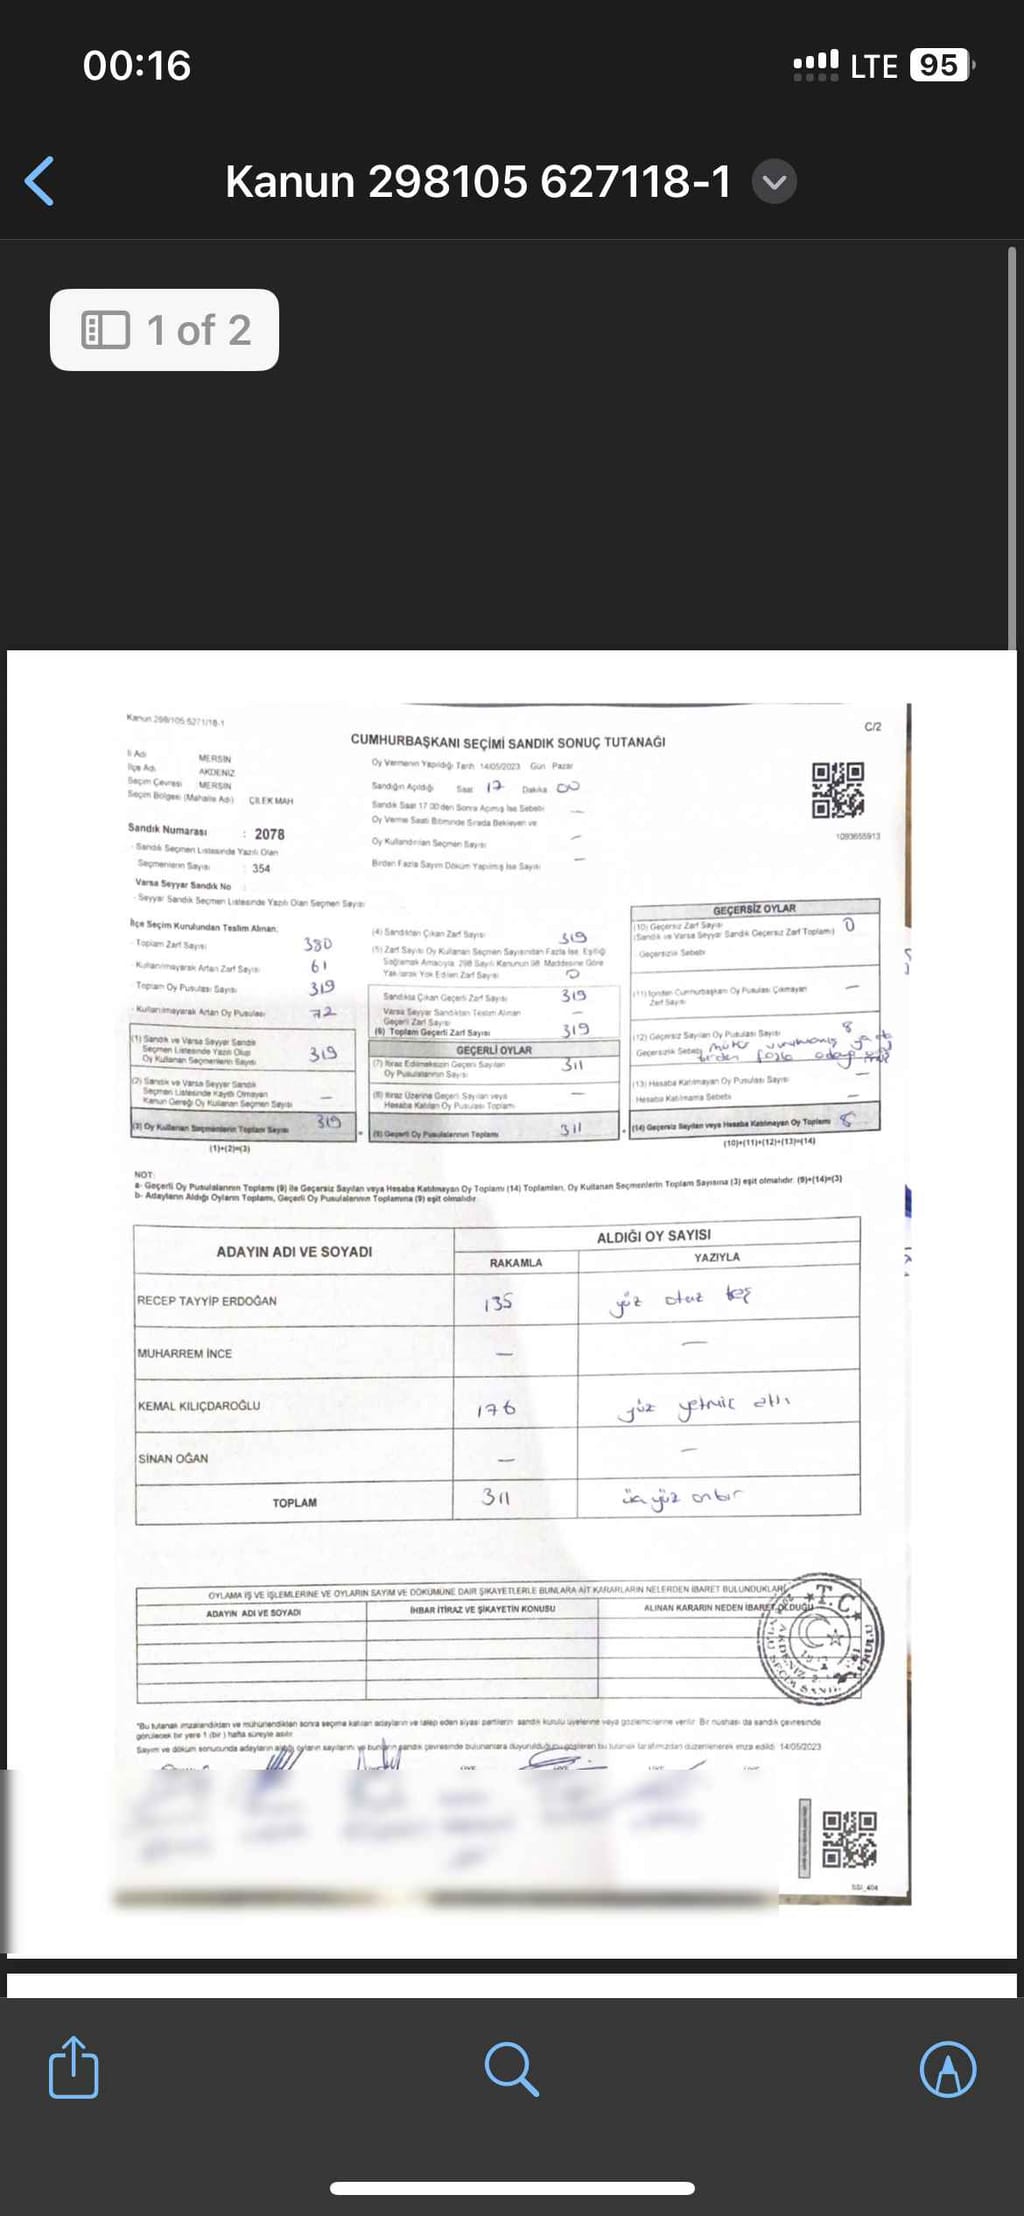 00:16
LTE 95
Kanun 298105 627118-1
1 of 2
Kanun 298/105 6271/18-1
C/2
CUMHURBAŞKANI SEÇİMİ SANDIK SONUÇ TUTANAĞI
İl Adı MERSİN
İlçe Adı AKDENİZ
Seçim Çevresi MERSİN
Seçim Bölgesi (Mahalle Adı) ÇİLEK MAH
Sandık Numarası : 2078
- Sandık Seçmen Listesinde Yazılı Olan
Seçmenlerin Sayısı : 354
Varsa Seyyar Sandık No :
- Seyyar Sandık Seçmen Listesinde Yazılı Olan Seçmen Sayısı
Oy Vermenin Yapıldığı Tarih 14/05/2023 Gün Pazar
Sandığın Açıldığı Saat 17 Dakika 00
Sandık Saat 17.00'den Sonra Açılmış İse Sebebi —
Oy Verme Saati Bitiminde Sırada Bekleyen ve
Oy Kullandırılan Seçmen Sayısı —
Birden Fazla Sayım Döküm Yapılmış İse Sayısı —
1093655913
İlçe Seçim Kurulundan Teslim Alınan;
- Toplam Zarf Sayısı 380
- Kullanılmayarak Artan Zarf Sayısı 61
- Toplam Oy Pusulası Sayısı 319
- Kullanılmayarak Artan Oy Pusulası 72
(1) Sandık ve Varsa Seyyar Sandık
Seçmen Listesinde Yazılı Olup
Oy Kullanan Seçmenlerin Sayısı 319
(2) Sandık ve Varsa Seyyar Sandık
Seçmen Listesinde Kayıtlı Olmayan
Kanun Gereği Oy Kullanan Seçmen Sayısı —
(3) Oy Kullanan Seçmenlerin Toplam Sayısı 319
(1)+(2)=(3)
(4) Sandıktan Çıkan Zarf Sayısı 319
(5) Zarf Sayısı Oy Kullanan Seçmen Sayısından Fazla İse, Eşitliği
Sağlamak Amacıyla 298 Sayılı Kanunun 98. Maddesine Göre
Yakılarak Yok Edilen Zarf Sayısı 0
Sandıkta Çıkan Geçerli Zarf Sayısı 319
Varsa Seyyar Sandıktan Teslim Alınan
Geçerli Zarf Sayısı —
(6) Toplam Geçerli Zarf Sayısı 319
GEÇERLİ OYLAR
(7) İtiraz Edilmeksizin Geçerli Sayılan
Oy Pusulalarının Sayısı 311
(8) İtiraz Üzerine Geçerli Sayılan veya
Hesaba Katılan Oy Pusulası Toplamı —
(9) Geçerli Oy Pusulalarının Toplamı 311
GEÇERSİZ OYLAR
(10) Geçersiz Zarf Sayısı
(Sandık ve Varsa Seyyar Sandık Geçersiz Zarf Toplamı) 0
Geçersizlik Sebebi
(11) İçinden Cumhurbaşkanı Oy Pusulası Çıkmayan
Zarf Sayısı —
(12) Geçersiz Sayılan Oy Pusulası Sayısı 8
Geçersizlik Sebebi mühür vurulmamış ya da
birden fazla adaya
(13) Hesaba Katılmayan Oy Pusulası Sayısı —
Hesaba Katılmama Sebebi —
(14) Geçersiz Sayılan veya Hesaba Katılmayan Oy Toplamı 8
(10)+(11)+(12)+(13)=(14)
NOT:
a- Geçerli Oy Pusulalarının Toplamı (9) ile Geçersiz Sayılan veya Hesaba Katılmayan Oy Toplamı (14) Toplamları, Oy Kullanan Seçmenlerin Toplam Sayısına (3) eşit olmalıdır. (9)+(14)=(3)
b- Adayların Aldığı Oyların Toplamı, Geçerli Oy Pusulalarının Toplamına (9) eşit olmalıdır.
ADAYIN ADI VE SOYADI
ALDIĞI OY SAYISI
RAKAMLA YAZIYLA
RECEP TAYYİP ERDOĞAN 135 yüz otuz beş
MUHARREM İNCE — —
KEMAL KILIÇDAROĞLU 176 yüz yetmiş altı
SİNAN OĞAN — —
TOPLAM 311 üç yüz onbir
OYLAMA İŞ VE İŞLEMLERİNE VE OYLARIN SAYIM VE DÖKÜMÜNE DAİR ŞİKAYETLERLE BUNLARA AİT KARARLARIN NELERDEN İBARET BULUNDUKLARI
ADAYIN ADI VE SOYADI İHBAR İTİRAZ VE ŞİKAYETİN KONUSU ALINAN KARARIN NEDEN İBARET OLDUĞU
T.C.
AKDENİZ
"Bu tutanak imzalandıktan ve mühürlendikten sonra seçime katılan adayların ve talep eden siyasi partilerin sandık kurulu üyelerine veya gözlemcilerine verilir. Bir nüshası da sandık çevresinde
görülecek bir yere 1 (bir) hafta süreyle asılır.
Sayım ve döküm sonucunda adayların aldığı oyların sayılarını ve bunların sandık çevresinde bulunanlara duyurulduğunu gösteren bu tutanak tarafımızdan düzenlenerek imza edildi. 14/05/2023